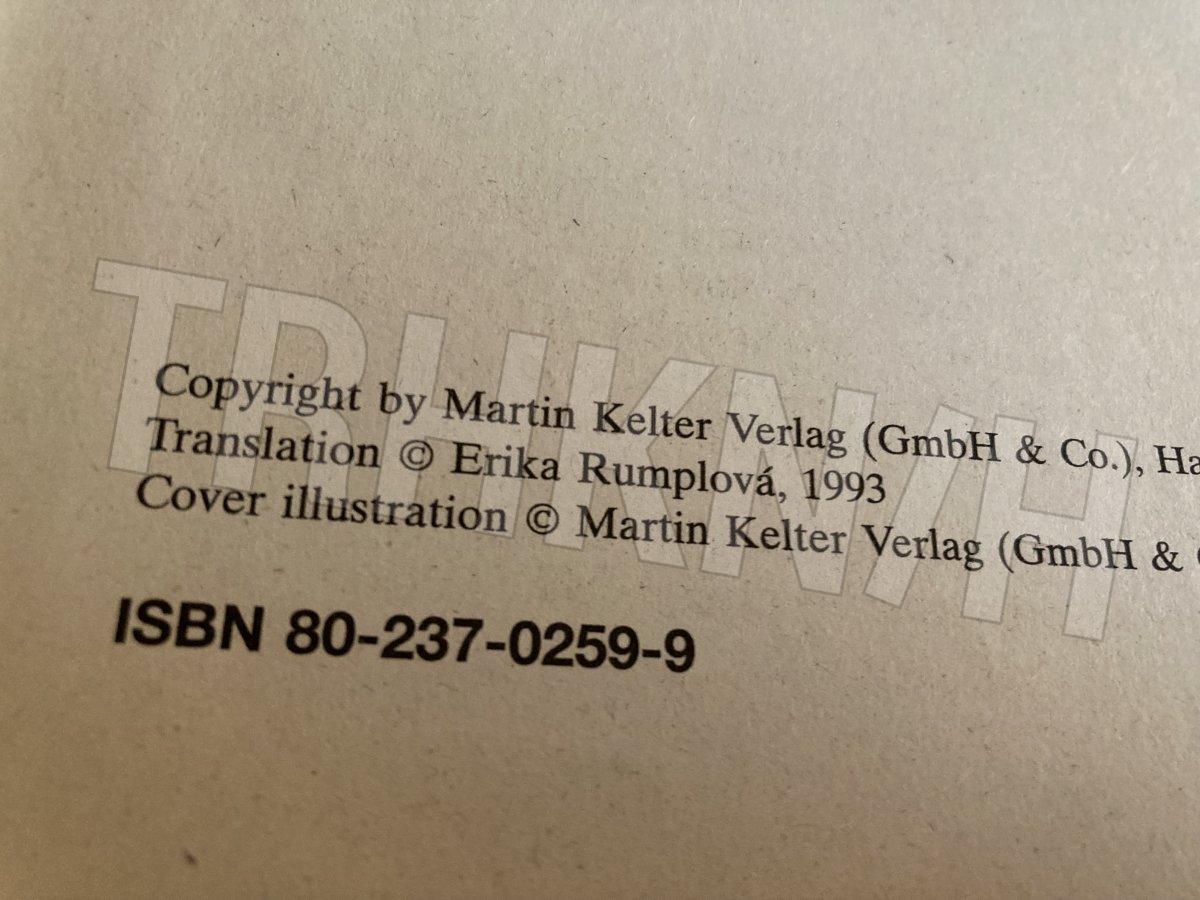 TRHKNIH
Copyright by Martin Kelter Verlag (GmbH & Co.), Ha
Translation © Erika Rumplová, 1993
Cover illustration © Martin Kelter Verlag (GmbH &
ISBN 80-237-0259-9